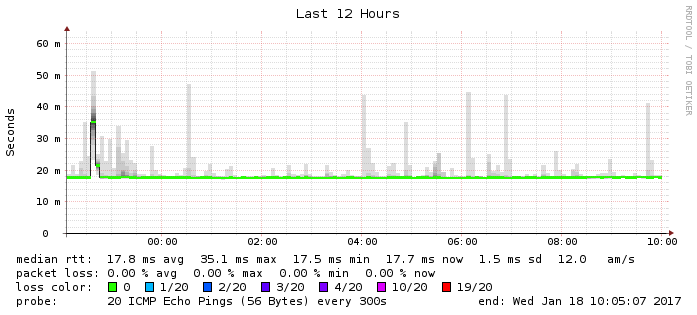 Last 12 Hours
RRDTOOL / TOBI OETIKER
Seconds
60 m
50 m
40 m
30 m
20 m
10 m
0
00:00 02:00 04:00 06:00 08:00 10:00
median rtt: 17.8 ms avg 35.1 ms max 17.5 ms min 17.7 ms now 1.5 ms sd 12.0 am/s
packet loss: 0.00 % avg 0.00 % max 0.00 % min 0.00 % now
loss color: 0 1/20 2/20 3/20 4/20 10/20 19/20
probe: 20 ICMP Echo Pings (56 Bytes) every 300s end: Wed Jan 18 10:05:07 2017